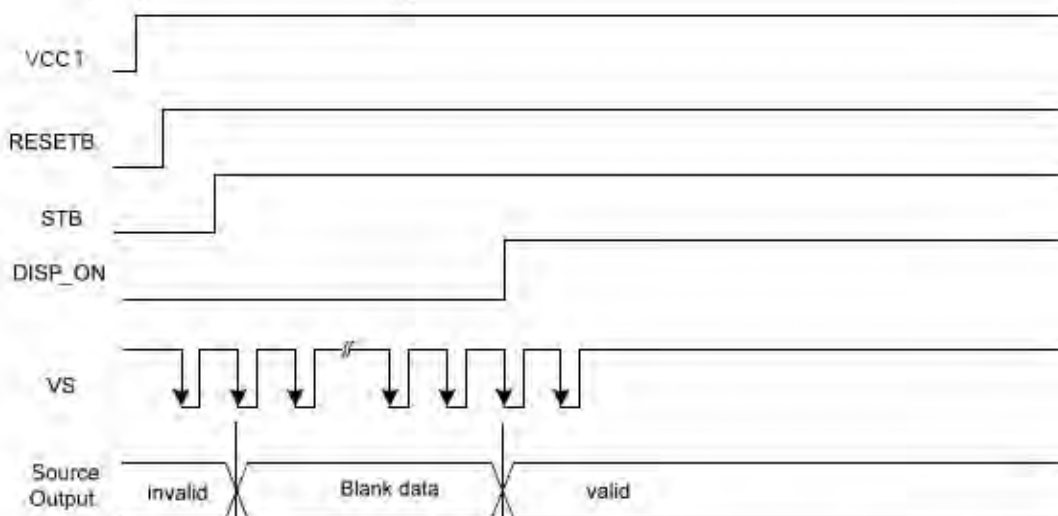 VCC1
RESETB
STB
DISP_ON
VS
Source
Output
invalid
Blank data
valid